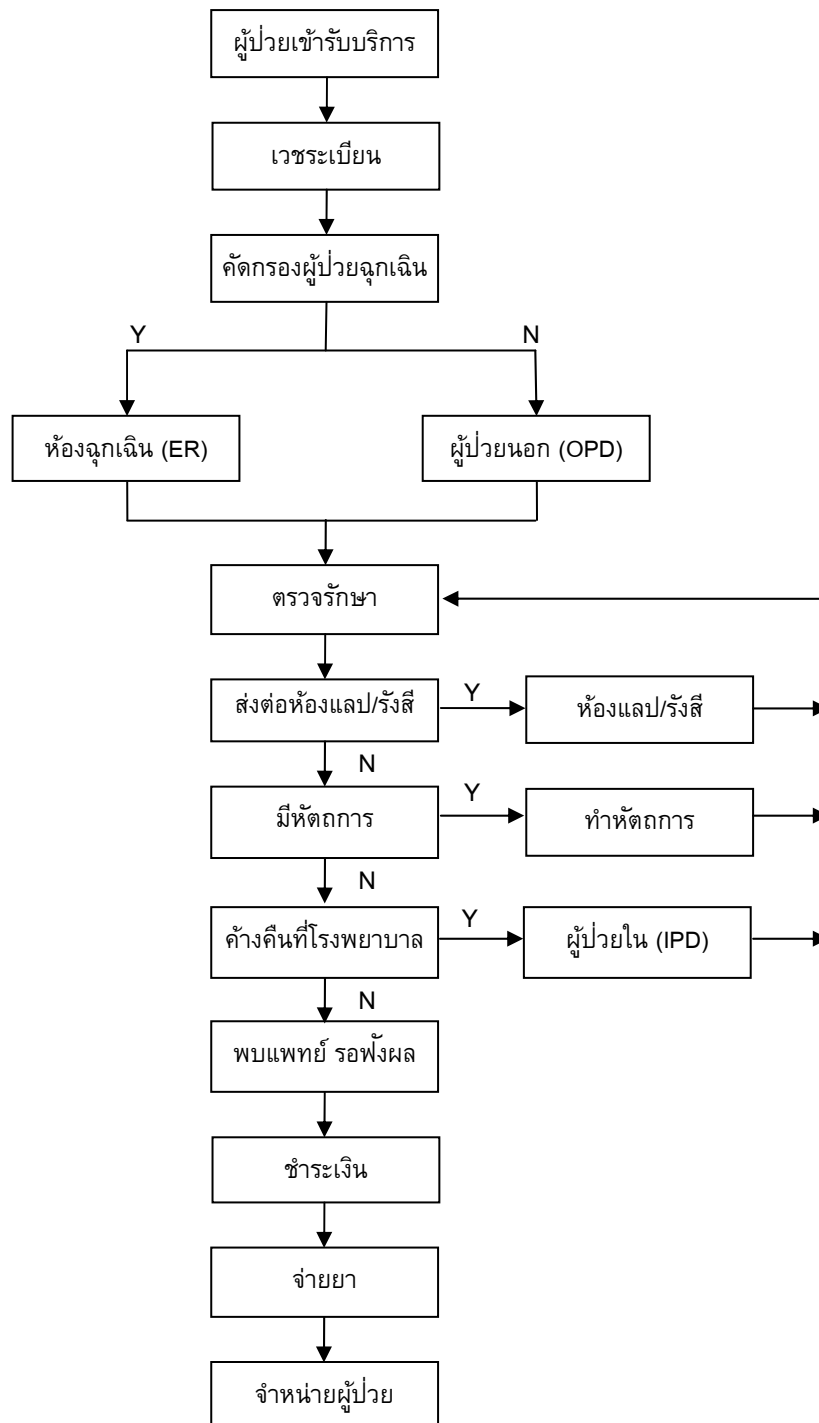 ผู้ป่วยเข้ารับบริการ
เวชระเบียน
คัดกรองผู้ป่วยฉุกเฉิน
Y
N
ห้องฉุกเฉิน (ER)
ผู้ป่วยนอก (OPD)
ตรวจรักษา
ส่งต่อห้องแลป/รังสี
Y
ห้องแลป/รังสี
N
มีหัตถการ
Y
ทำหัตถการ
N
ค้างคืนที่โรงพยาบาล
Y
ผู้ป่วยใน (IPD)
N
พบแพทย์ รอฟังผล
ชำระเงิน
จ่ายยา
จำหน่ายผู้ป่วย